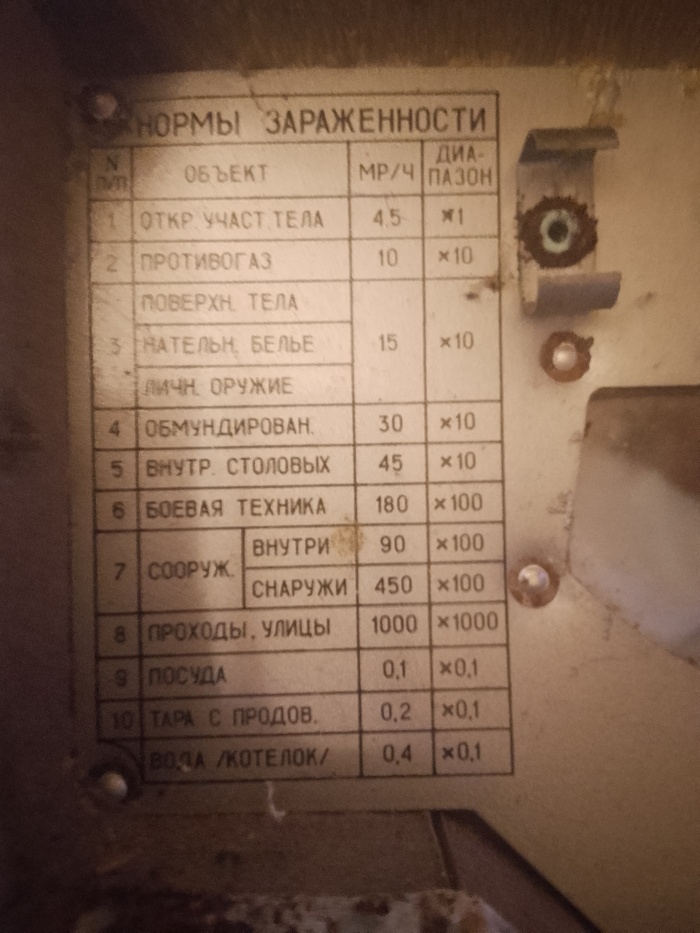 НОРМЫ ЗАРАЖЕННОСТИ
N П/П ОБЪЕКТ МР/Ч ДИА-ПАЗОН
1 ОТКР. УЧАСТ. ТЕЛА 4.5 ×1
2 ПРОТИВОГАЗ 10 ×10
ПОВЕРХН. ТЕЛА
3 НАТЕЛЬН. БЕЛЬЕ 15 ×10
ЛИЧН. ОРУЖИЕ
4 ОБМУНДИРОВАН. 30 ×10
5 ВНУТР. СТОЛОВЫХ 45 ×10
6 БОЕВАЯ ТЕХНИКА 180 ×100
7 СООРУЖ. ВНУТРИ 90 ×100
СНАРУЖИ 450 ×100
8 ПРОХОДЫ, УЛИЦЫ 1000 ×1000
9 ПОСУДА 0,1 ×0,1
10 ТАРА С ПРОДОВ. 0,2 ×0,1
ВОДА /КОТЕЛОК/ 0,4 ×0,1